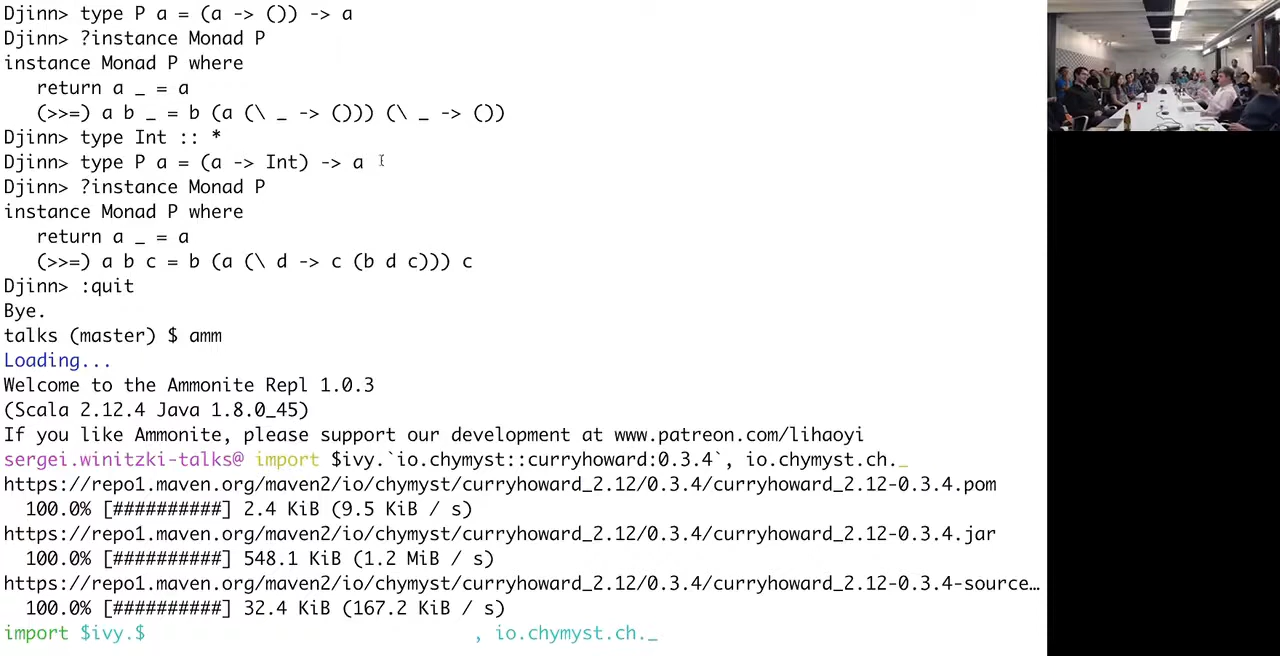 Djinn> type P a = (a -> ()) -> a
Djinn> ?instance Monad P
instance Monad P where
   return a _ = a
   (>>=) a b _ = b (a (\ _ -> ())) (\ _ -> ())
Djinn> type Int :: *
Djinn> type P a = (a -> Int) -> a
Djinn> ?instance Monad P
instance Monad P where
   return a _ = a
   (>>=) a b c = b (a (\ d -> c (b d c))) c
Djinn> :quit
Bye.
talks (master) $ amm
Loading...
Welcome to the Ammonite Repl 1.0.3
(Scala 2.12.4 Java 1.8.0_45)
If you like Ammonite, please support our development at www.patreon.com/lihaoyi
sergei.winitzki-talks@ import $ivy.`io.chymyst::curryhoward:0.3.4`, io.chymyst.ch._
https://repo1.maven.org/maven2/io/chymyst/curryhoward_2.12/0.3.4/curryhoward_2.12-0.3.4.pom
  100.0% [##########] 2.4 KiB (9.5 KiB / s)
https://repo1.maven.org/maven2/io/chymyst/curryhoward_2.12/0.3.4/curryhoward_2.12-0.3.4.jar
  100.0% [##########] 548.1 KiB (1.2 MiB / s)
https://repo1.maven.org/maven2/io/chymyst/curryhoward_2.12/0.3.4/curryhoward_2.12-0.3.4-source…
  100.0% [##########] 32.4 KiB (167.2 KiB / s)
import $ivy.$                           , io.chymyst.ch._